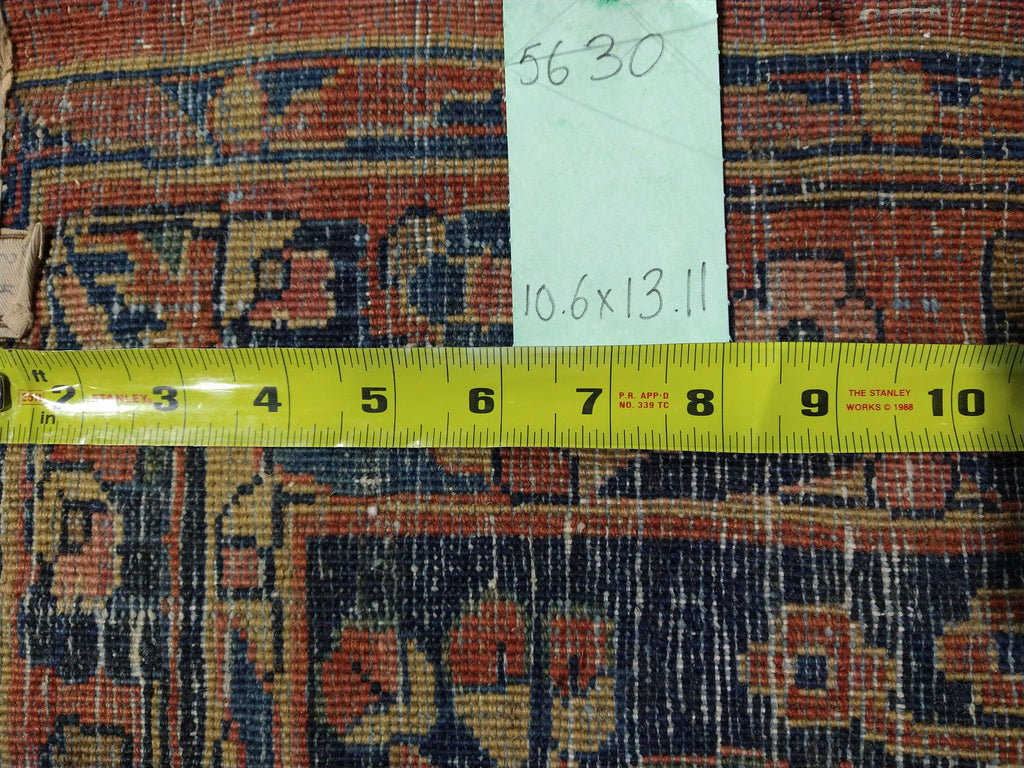 5630
10.6x13.11
ft
2 3 4 5 6 7 8 9 10
in
STANLEY
P.R. APP'D
NO. 339 TC
THE STANLEY
WORKS © 1988